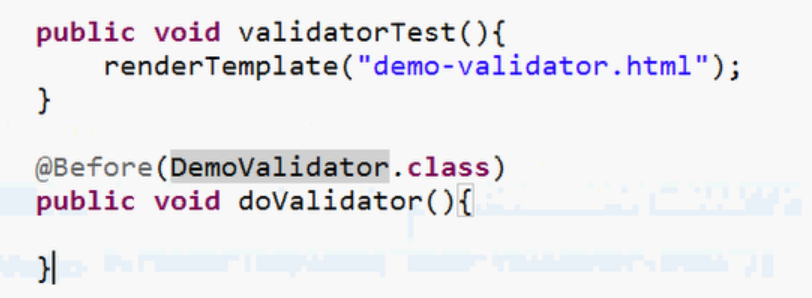 public void validatorTest(){
    renderTemplate("demo-validator.html");
}
@Before(DemoValidator.class)
public void doValidator(){
}